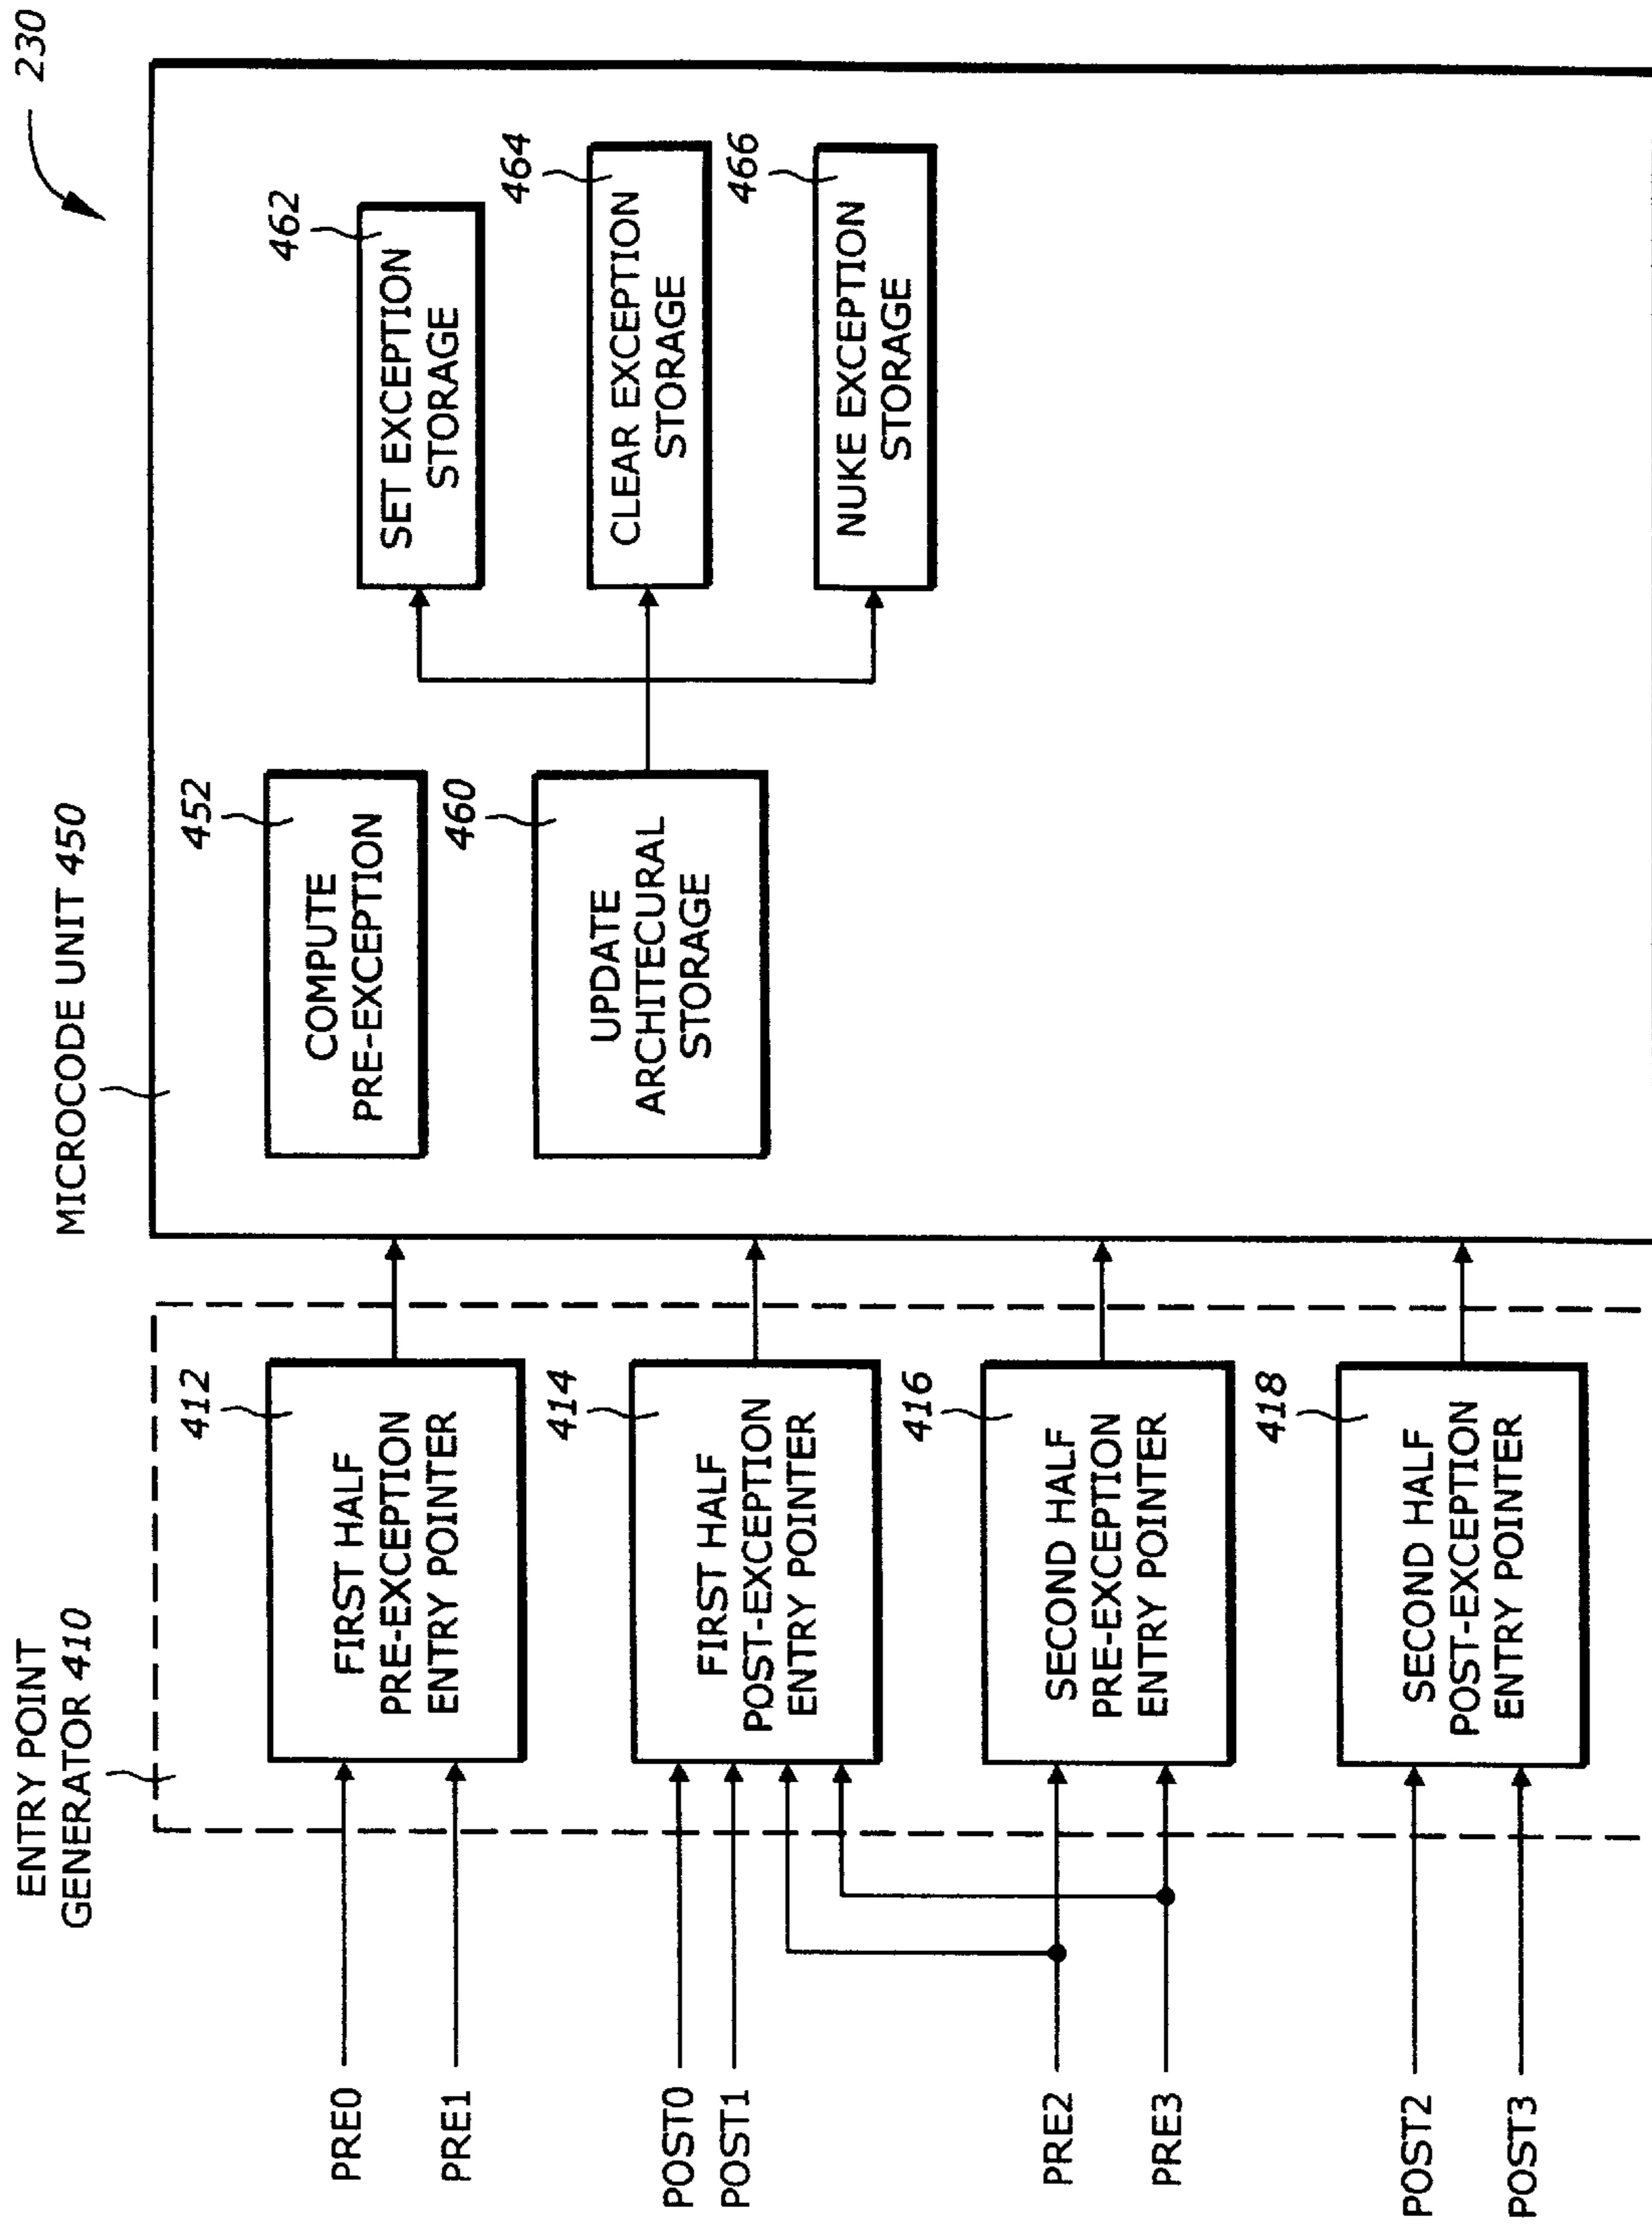 230
MICROCODE UNIT 450
ENTRY POINT
GENERATOR 410
PRE0
PRE1
412
FIRST HALF
PRE-EXCEPTION
ENTRY POINTER
POST0
POST1
414
FIRST HALF
POST-EXCEPTION
ENTRY POINTER
PRE2
PRE3
416
SECOND HALF
PRE-EXCEPTION
ENTRY POINTER
POST2
POST3
418
SECOND HALF
POST-EXCEPTION
ENTRY POINTER
452
COMPUTE
PRE-EXCEPTION
460
UPDATE
ARCHITECURAL
STORAGE
462
SET EXCEPTION
STORAGE
464
CLEAR EXCEPTION
STORAGE
466
NUKE EXCEPTION
STORAGE